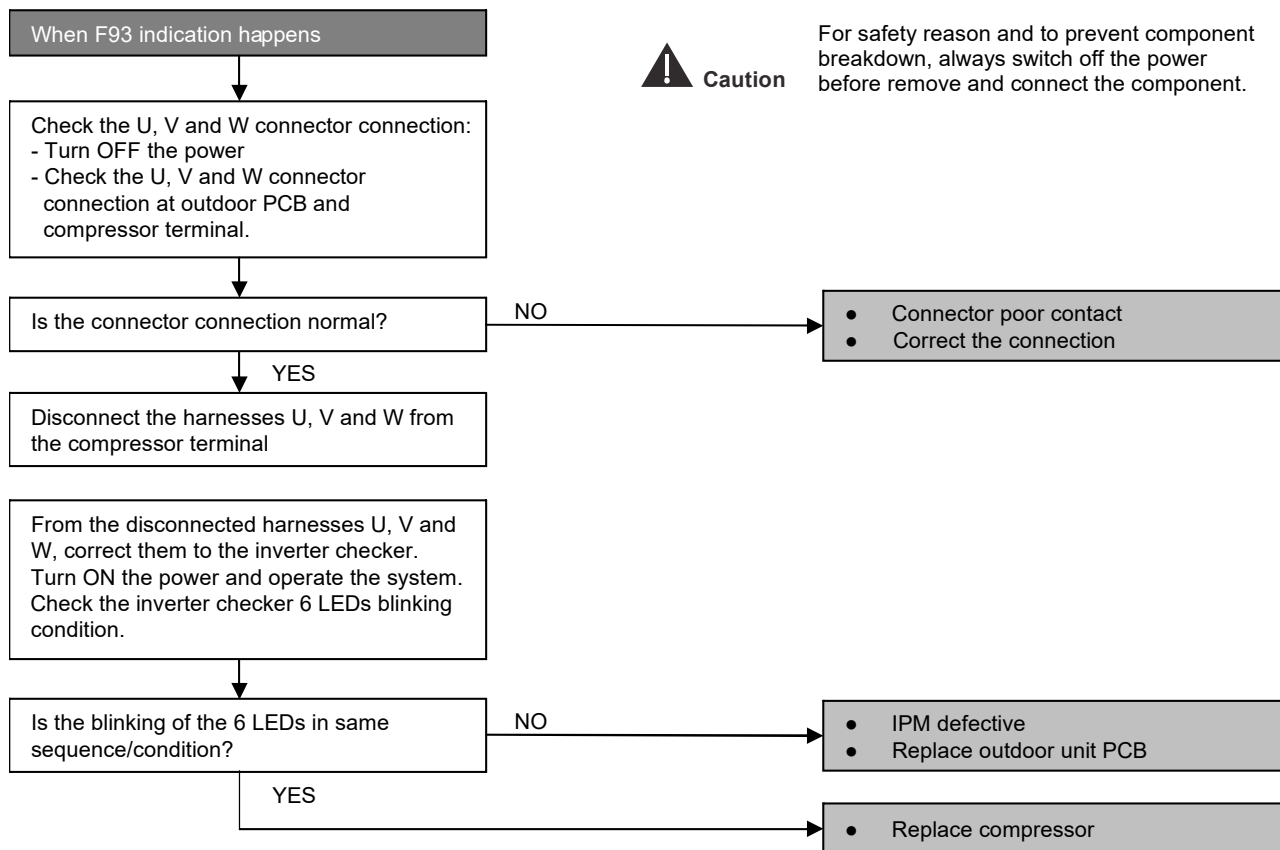 When F93 indication happens
Caution
For safety reason and to prevent component
breakdown, always switch off the power
before remove and connect the component.
Check the U, V and W connector connection:
- Turn OFF the power
- Check the U, V and W connector
connection at outdoor PCB and
compressor terminal.
Is the connector connection normal?
NO
● Connector poor contact
● Correct the connection
YES
Disconnect the harnesses U, V and W from
the compressor terminal
From the disconnected harnesses U, V and
W, correct them to the inverter checker.
Turn ON the power and operate the system.
Check the inverter checker 6 LEDs blinking
condition.
Is the blinking of the 6 LEDs in same
sequence/condition?
NO
● IPM defective
● Replace outdoor unit PCB
YES
● Replace compressor